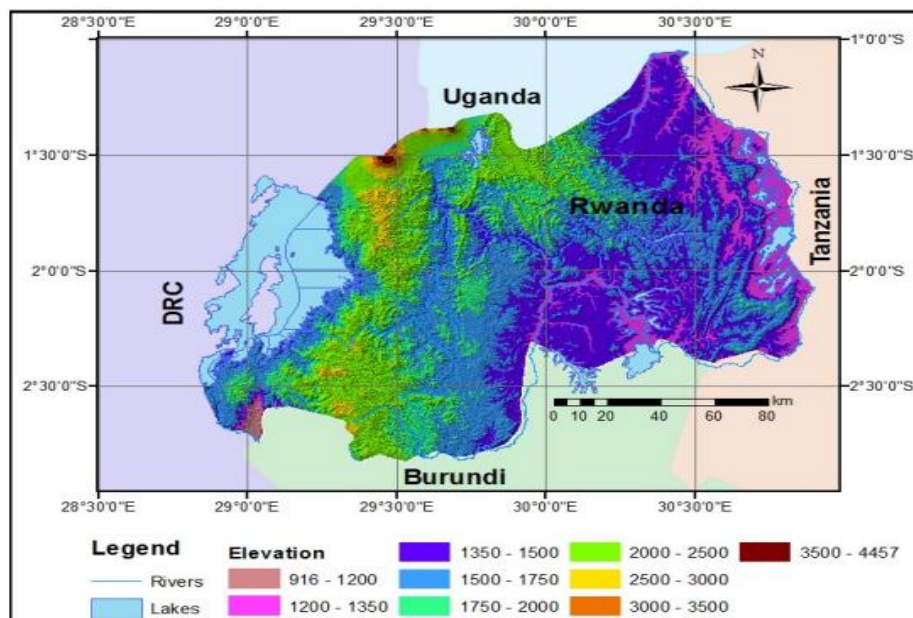 28°30'0"E 29°0'0"E 29°30'0"E 30°0'0"E 30°30'0"E
1°0'0"S 1°0'0"S
N
Uganda
1°30'0"S 1°30'0"S
Rwanda
Tanzania
2°0'0"S 2°0'0"S
DRC
2°30'0"S 2°30'0"S
km
0 5 10 20 40 60 80
Burundi
28°30'0"E 29°0'0"E 29°30'0"E 30°0'0"E 30°30'0"E
Legend
Rivers
Lakes
Elevation
916 - 1200
1200 - 1350
1350 - 1500
1500 - 1750
1750 - 2000
2000 - 2500
2500 - 3000
3000 - 3500
3500 - 4457